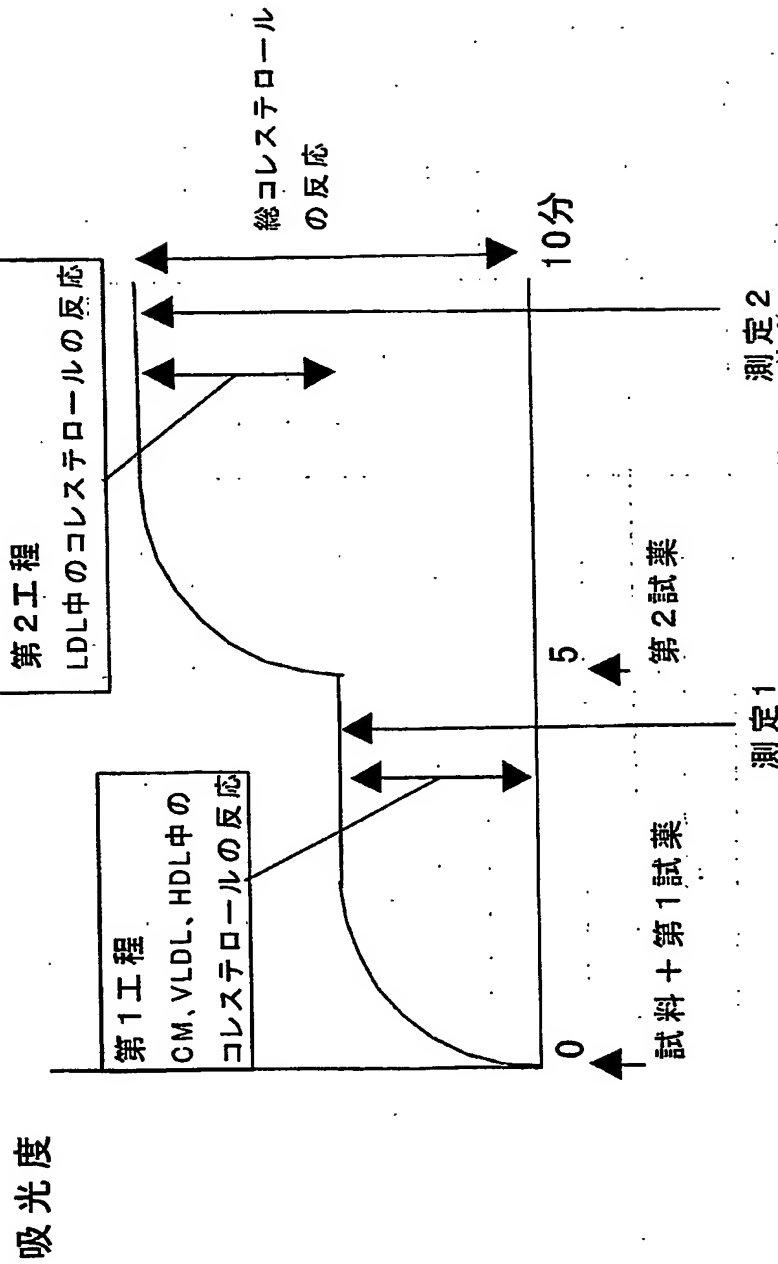 吸光度
第1工程
CM、VLDL、HDL中の
コレステロールの反応
第2工程
LDL中のコレステロールの反応
総コレステロール
の反応
0
5
10分
試料+第1試薬
第2試薬
測定1
測定2